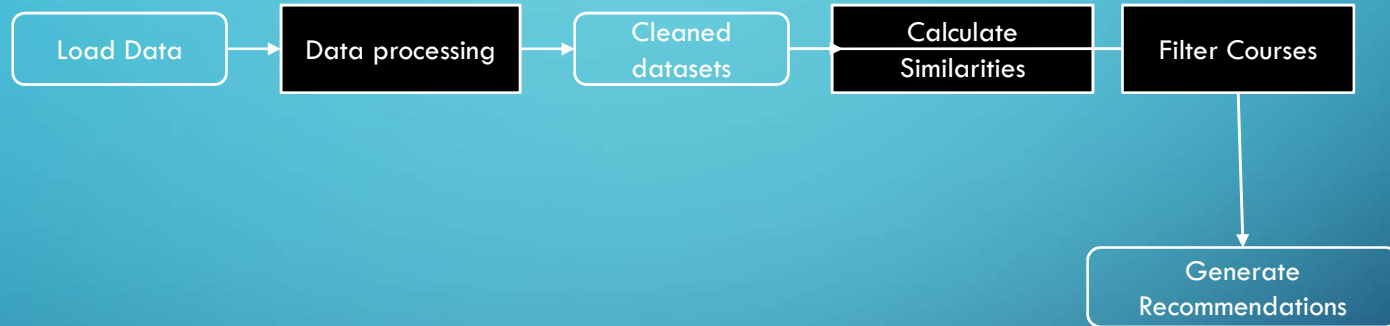 Load Data
Data processing
Cleaned
datasets
Calculate
Similarities
Filter Courses
Generate
Recommendations